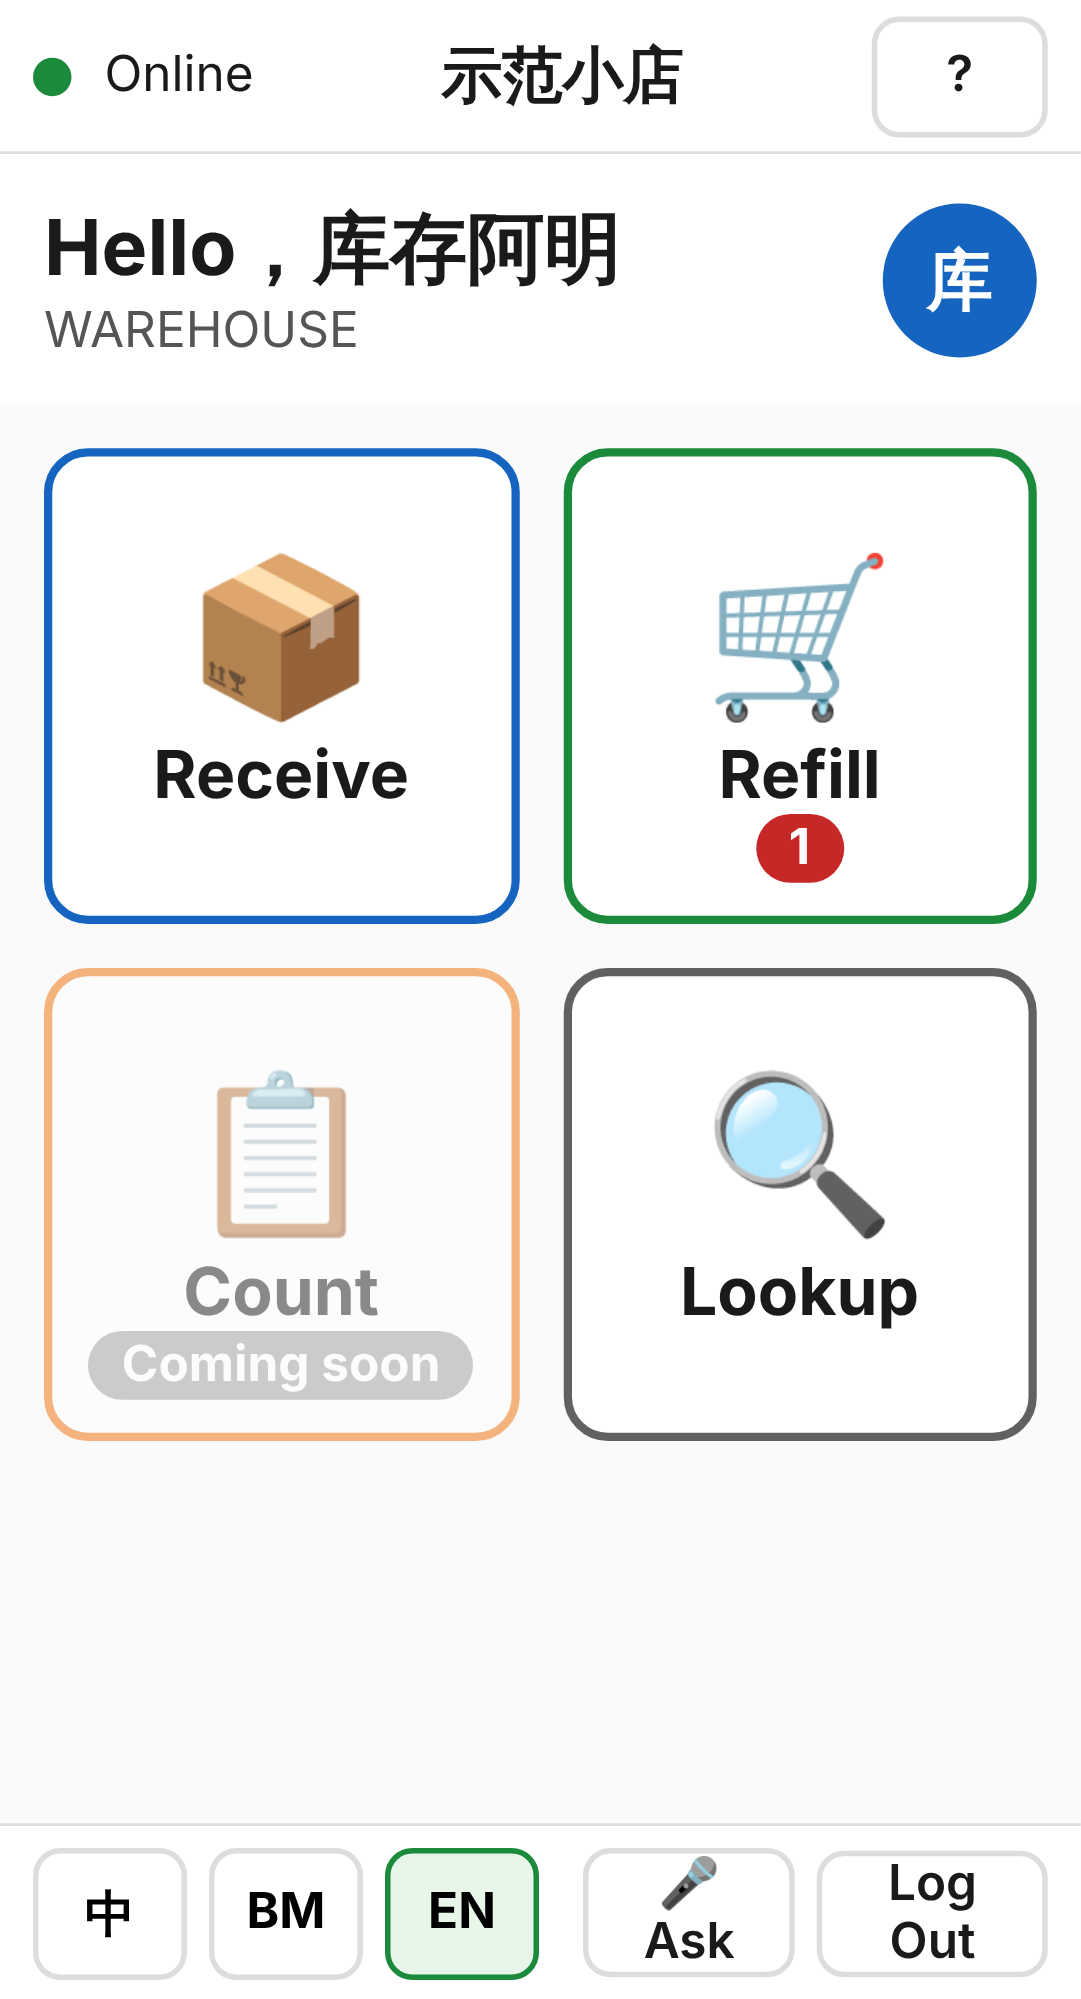 Online
示范小店
?
Hello，库存阿明
WAREHOUSE
库
Receive
Refill
1
Count
Coming soon
Lookup
中
BM
EN
Ask
Log
Out